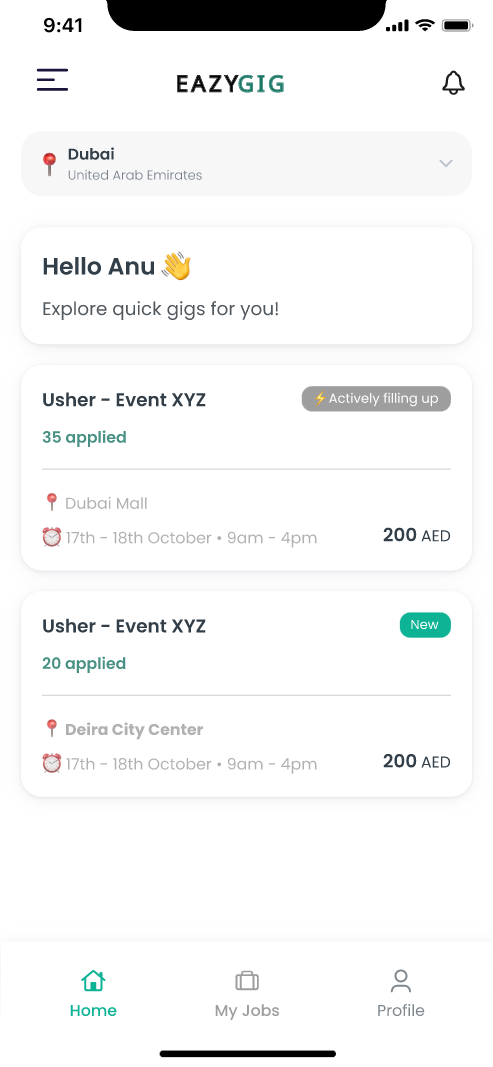 9:41
EAZYGIG
Dubai
United Arab Emirates
Hello Anu 👋
Explore quick gigs for you!
Usher - Event XYZ
⚡Actively filling up
35 applied
📍 Dubai Mall
⏰ 17th - 18th October • 9am - 4pm
200 AED
Usher - Event XYZ
New
20 applied
📍 Deira City Center
⏰ 17th - 18th October • 9am - 4pm
200 AED
Home
My Jobs
Profile